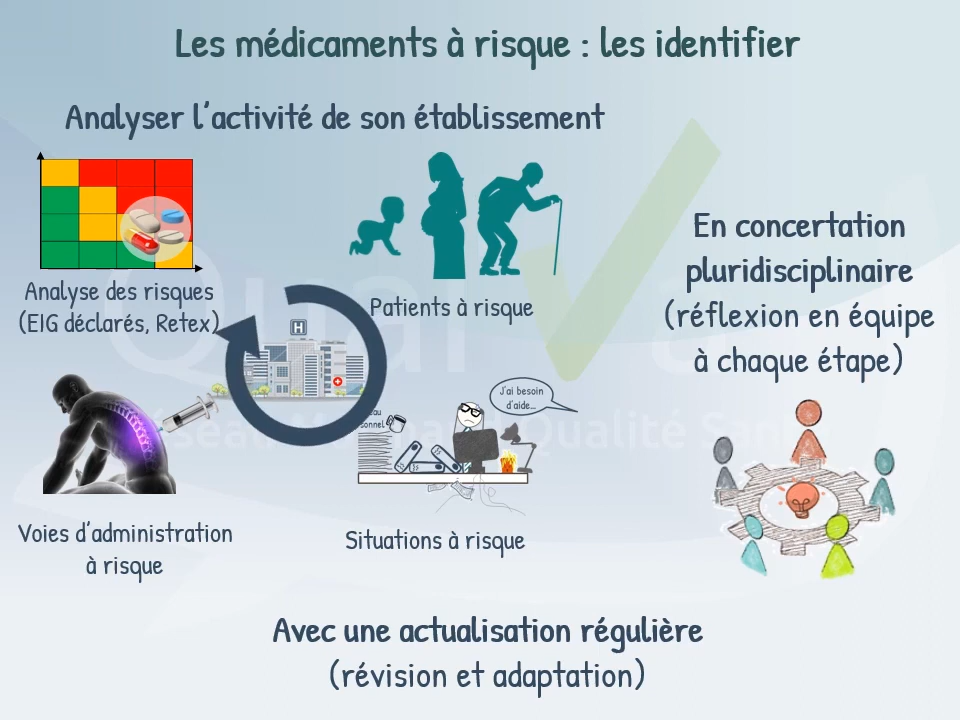 Les médicaments à risque : les identifier
Analyser l'activité de son établissement
Analyse des risques
(EIG déclarés, Retex)
Patients à risque
En concertation
pluridisciplinaire
(réflexion en équipe
à chaque étape)
H
J'ai besoin
d'aide...
Voies d'administration
à risque
Situations à risque
Avec une actualisation régulière
(révision et adaptation)